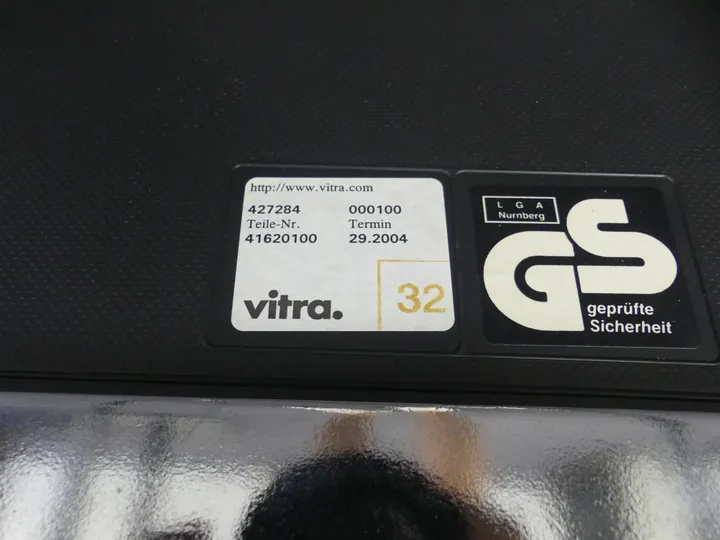 http://www.vitra.com
427284 000100
Teile-Nr. Termin
41620100 29.2004
vitra. 32
L G A
Nurnberg
GS
geprüfte
Sicherheit